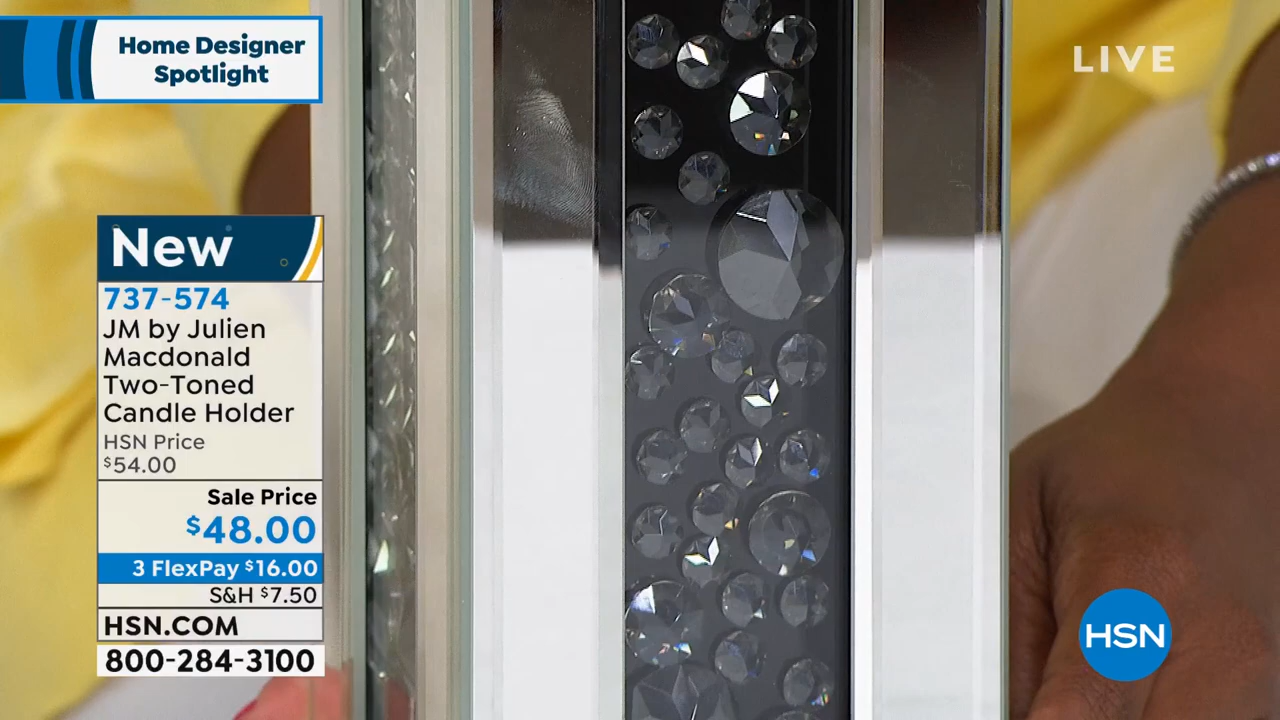 Home Designer
Spotlight
LIVE
New
737-574
JM by Julien
Macdonald
Two-Toned
Candle Holder
HSN Price
$54.00
Sale Price
$48.00
3 FlexPay $16.00
S&H $7.50
HSN.COM
800-284-3100
HSN